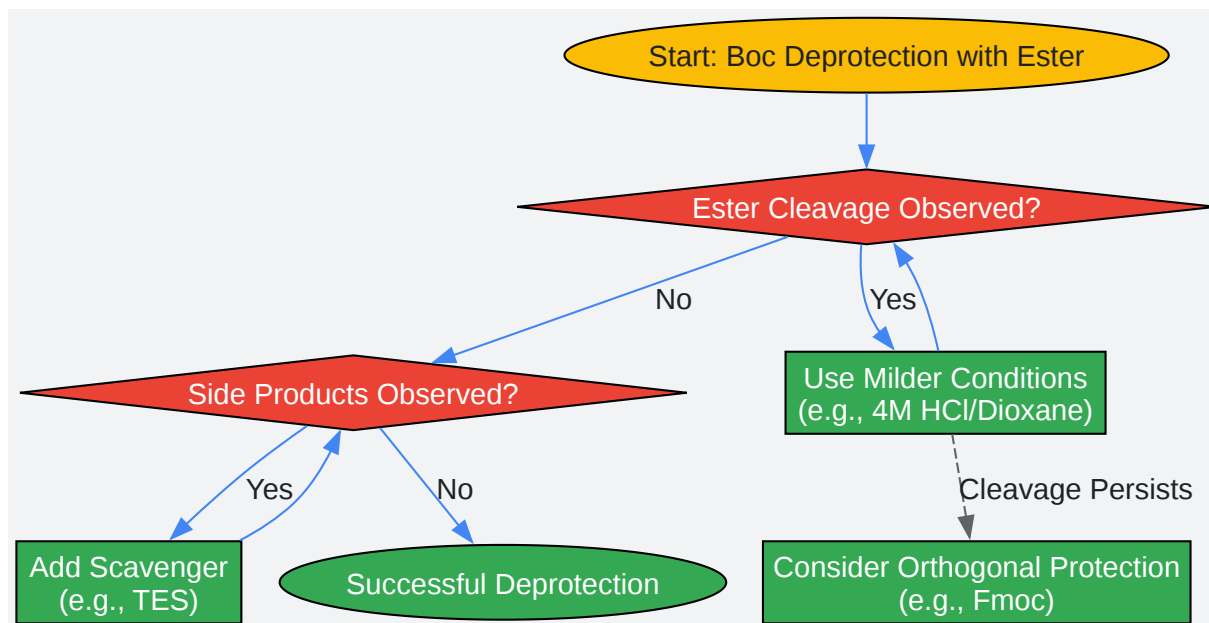 Start: Boc Deprotection with Ester
Ester Cleavage Observed?
No
Yes
Side Products Observed?
Use Milder Conditions
(e.g., 4M HCl/Dioxane)
Yes
No
Cleavage Persists
Add Scavenger
(e.g., TES)
Successful Deprotection
Consider Orthogonal Protection
(e.g., Fmoc)